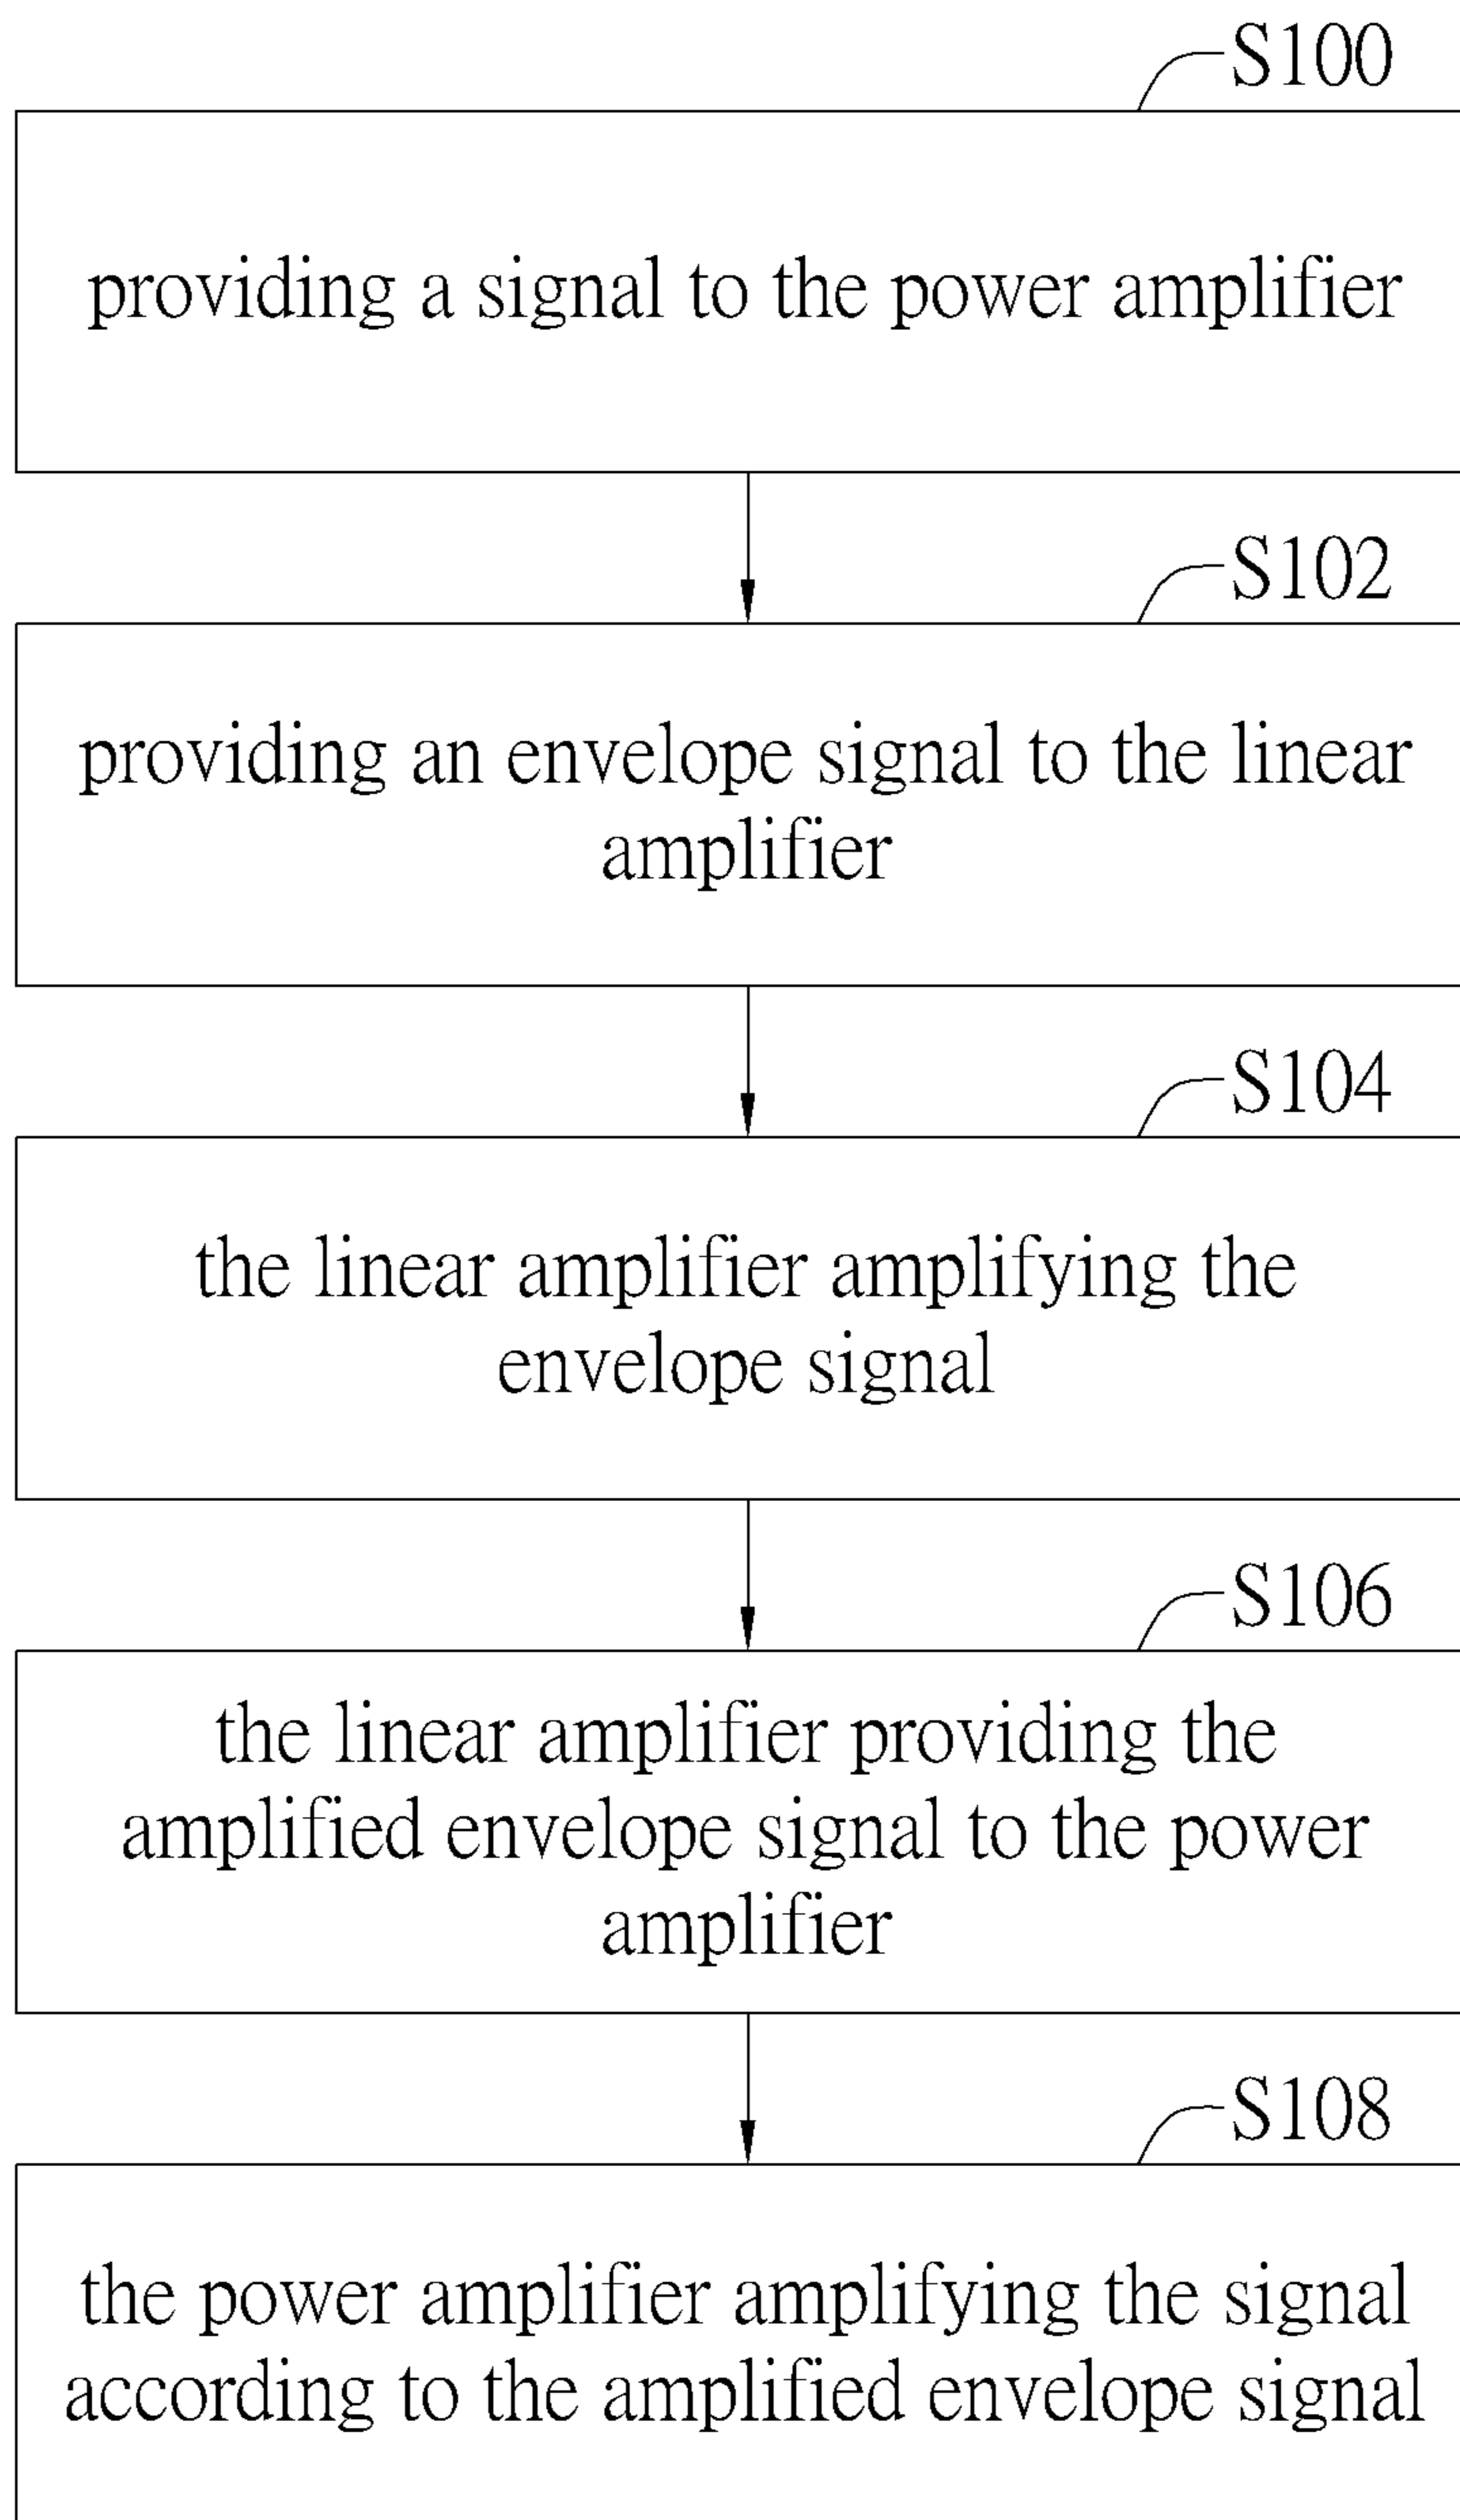 S100
providing a signal to the power amplifier
S102
providing an envelope signal to the linear
amplifier
S104
the linear amplifier amplifying the
envelope signal
S106
the linear amplifier providing the
amplified envelope signal to the power
amplifier
S108
the power amplifier amplifying the signal
according to the amplified envelope signal